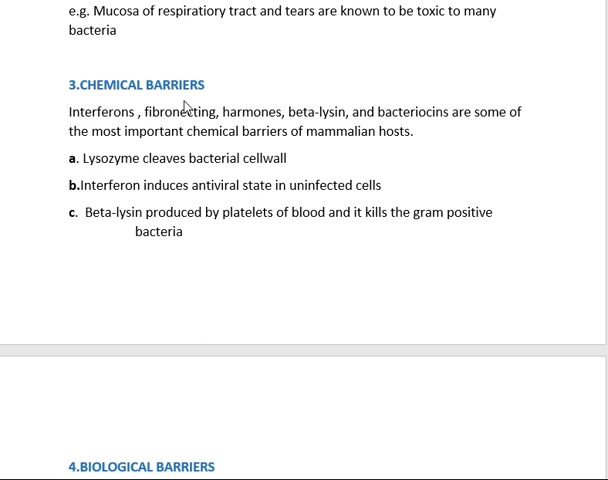 e.g. Mucosa of respiratiory tract and tears are known to be toxic to many
bacteria
3.CHEMICAL BARRIERS
Interferons , fibronecting, harmones, beta-lysin, and bacteriocins are some of
the most important chemical barriers of mammalian hosts.
a. Lysozyme cleaves bacterial cellwall
b.Interferon induces antiviral state in uninfected cells
c. Beta-lysin produced by platelets of blood and it kills the gram positive
bacteria
4.BIOLOGICAL BARRIERS